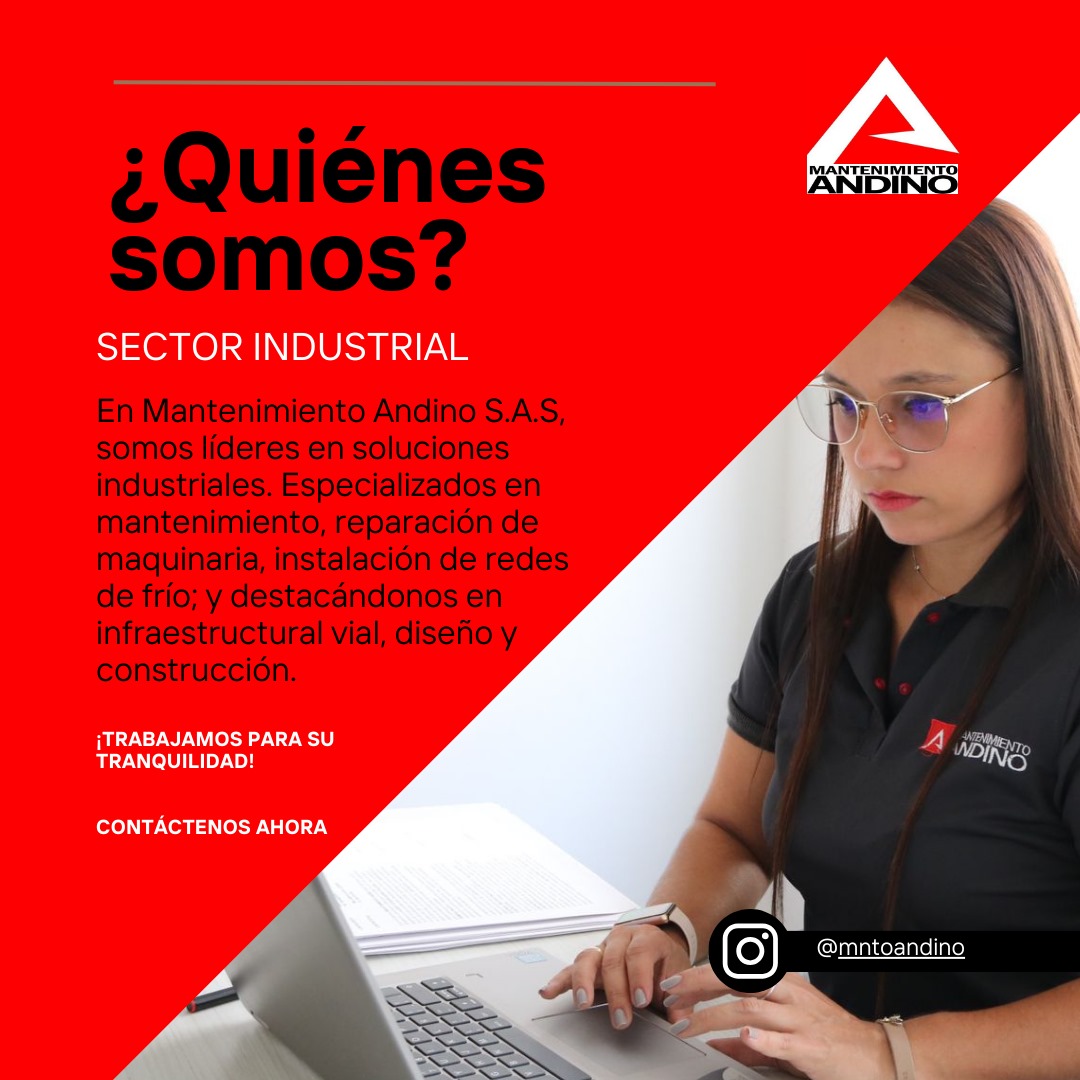 MANTENIMIENTO
ANDINO
¿Quiénes
somos?
SECTOR INDUSTRIAL
En Mantenimiento Andino S.A.S,
somos líderes en soluciones
industriales. Especializados en
mantenimiento, reparación de
maquinaria, instalación de redes
de frío; y destacándonos en
infraestructural vial, diseño y
construcción.
¡TRABAJAMOS PARA SU
TRANQUILIDAD!
CONTÁCTENOS AHORA
MANTENIMIENTO
ANDINO
@mntoandino